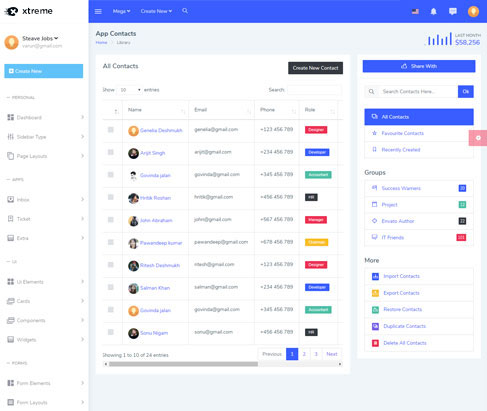 xtreme
Mega
Create New
Steave Jobs
varun@gmail.com
Create New
PERSONAL
Dashboard
Sidebar Type
Page Layouts
APPS
Inbox
Ticket
Extra
UI
UI Elements
Cards
Components
Widgets
FORMS
Form Elements
Form Layouts
App Contacts
Home
Library
LAST MONTH
$58,256
All Contacts
Create New Contact
Show 10 entries
Search:
Name Email Phone Role
Genelia Deshmukh genelia@gmail.com +123 456 789 Designer
Arijit Singh arijit@gmail.com +234 456 789 Developer
Govinda jalan govinda@gmail.com +345 456 789 Accountant
Hritik Roshan hritik@gmail.com +456 456 789 HR
John Abraham john@gmail.com +567 456 789 Manager
Pawandeep kumar pawandeep@gmail.com +678 456 789
Ritesh Deshmukh ritesh@gmail.com +123 456 789 Designer
Salman Khan salman@gmail.com +234 456 789 Developer
Govinda jalan govinda@gmail.com +345 456 789 Accountant
Sonu Nigam sonu@gmail.com +456 456 789 HR
Showing 1 to 10 of 24 entries
Previous 1 2 3 Next
Share With
Search Contacts Here...
Ok
All Contacts
Favourite Contacts
Recently Created
Groups
Success Warriers
Project
Envato Author
IT Friends
More
Import Contacts
Export Contacts
Restore Contacts
Duplicate Contacts
Delete All Contacts